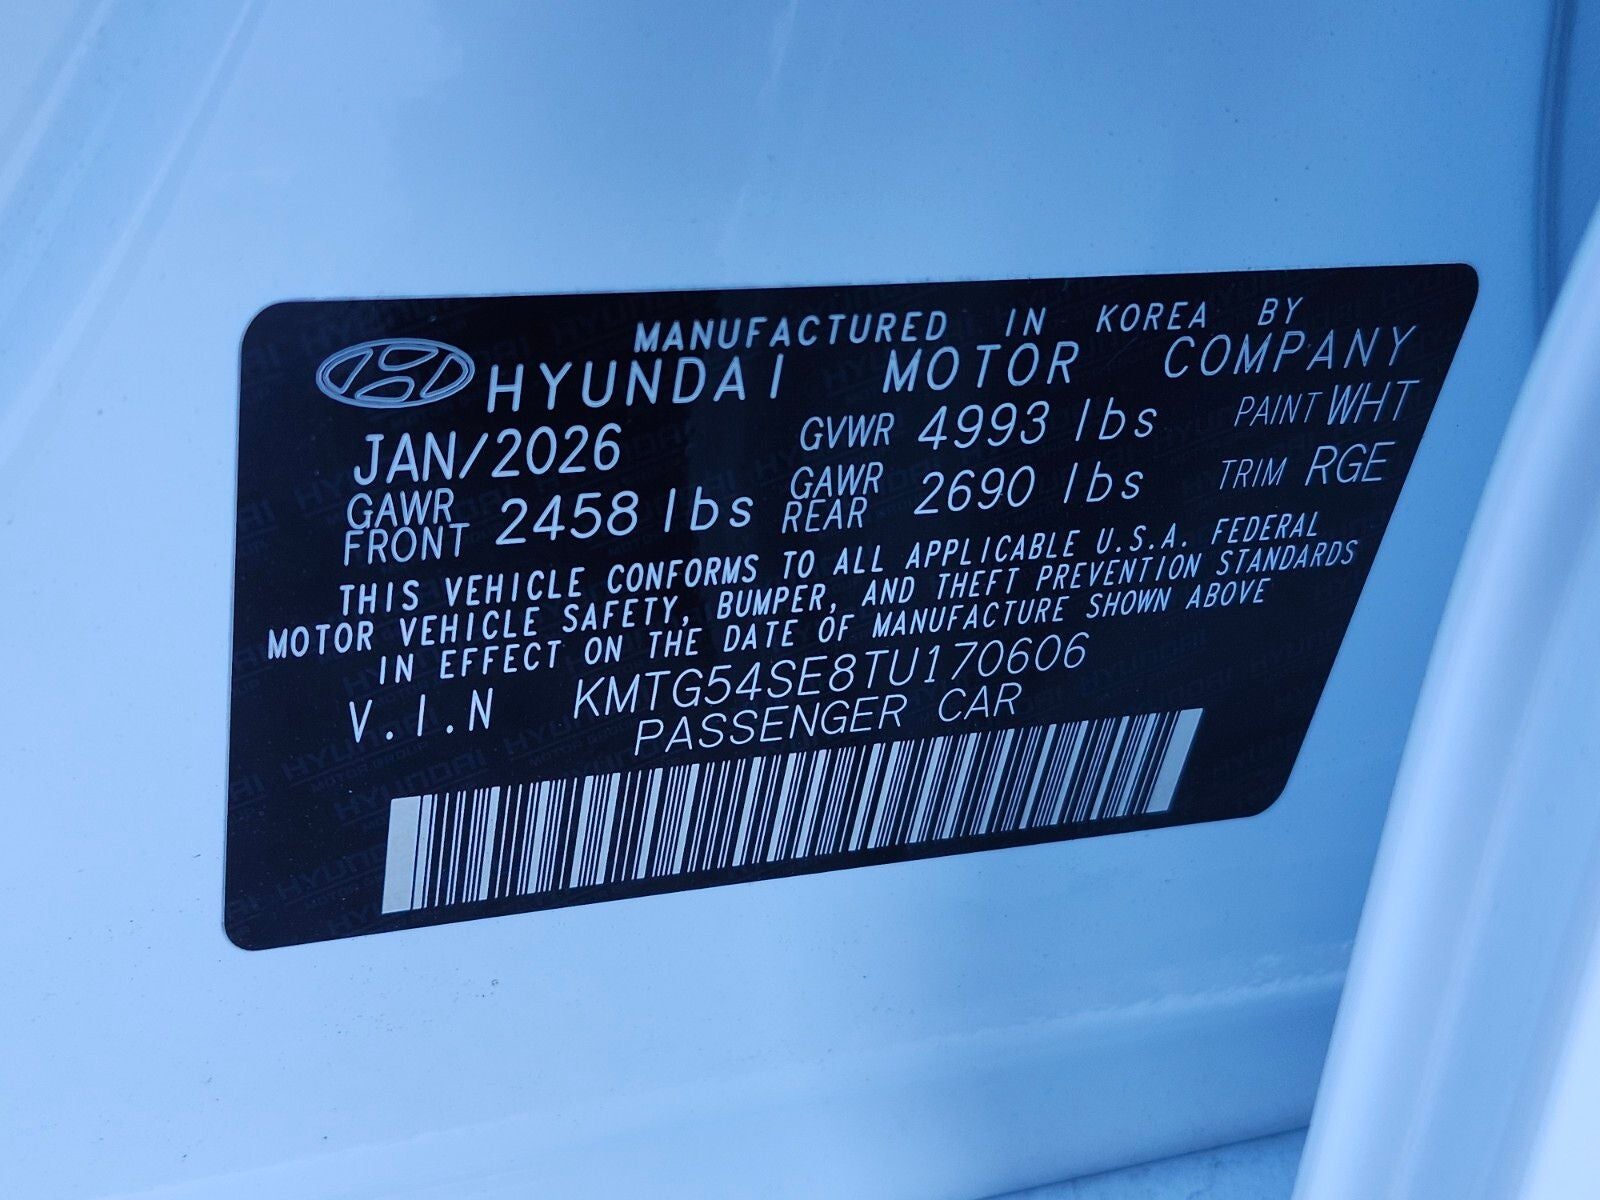 MANUFACTURED IN KOREA BY
HYUNDAI MOTOR COMPANY
JAN/2026 GVWR 4993 lbs PAINT WHT
GAWR FRONT 2458 lbs GAWR REAR 2690 lbs TRIM RGE
THIS VEHICLE CONFORMS TO ALL APPLICABLE U.S.A. FEDERAL
MOTOR VEHICLE SAFETY, BUMPER, AND THEFT PREVENTION STANDARDS
IN EFFECT ON THE DATE OF MANUFACTURE SHOWN ABOVE
V.I.N KMTG54SE8TU170606
PASSENGER CAR